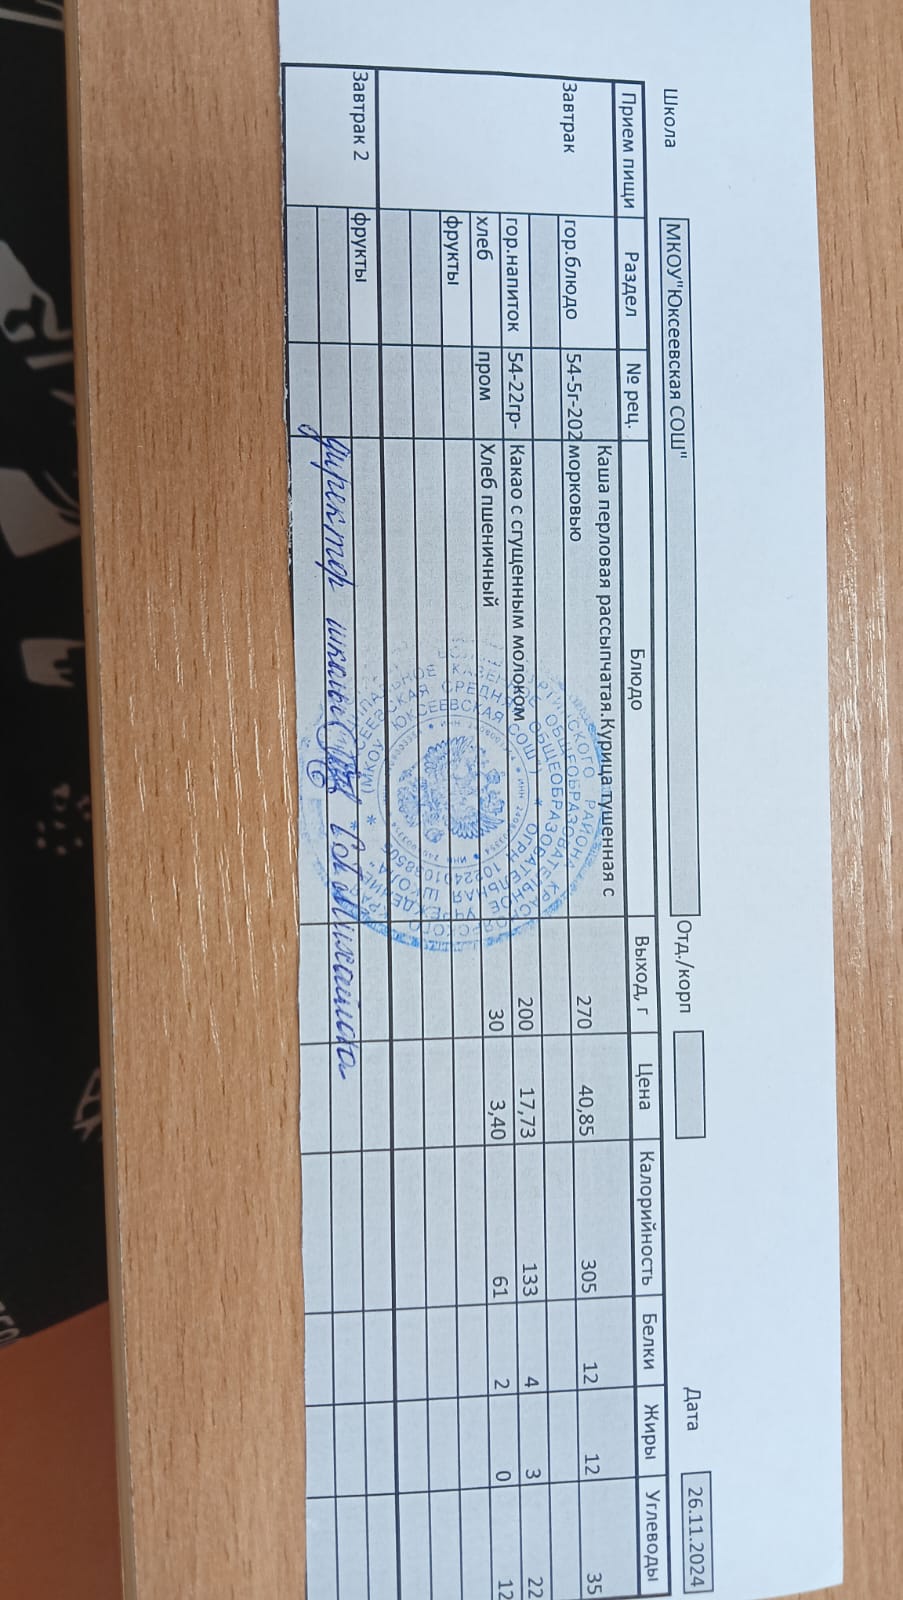 Школа МКОУ"Юксеевская СОШ" Отд./корп Дата 26.11.2024
Прием пищи Раздел № рец. Блюдо Выход, г Цена Калорийность Белки Жиры Углеводы
Завтрак гор.блюдо 54-5г-202 Каша перловая рассыпчатая.Курица тушенная с
морковью 270 40,85 305 12 12 35
гор.напиток 54-22гр- Какао с сгущенным молоком 200 17,73 133 4 3 22
хлеб пром Хлеб пшеничный 30 3,40 61 2 0 12
фрукты
Завтрак 2 фрукты
директор школы